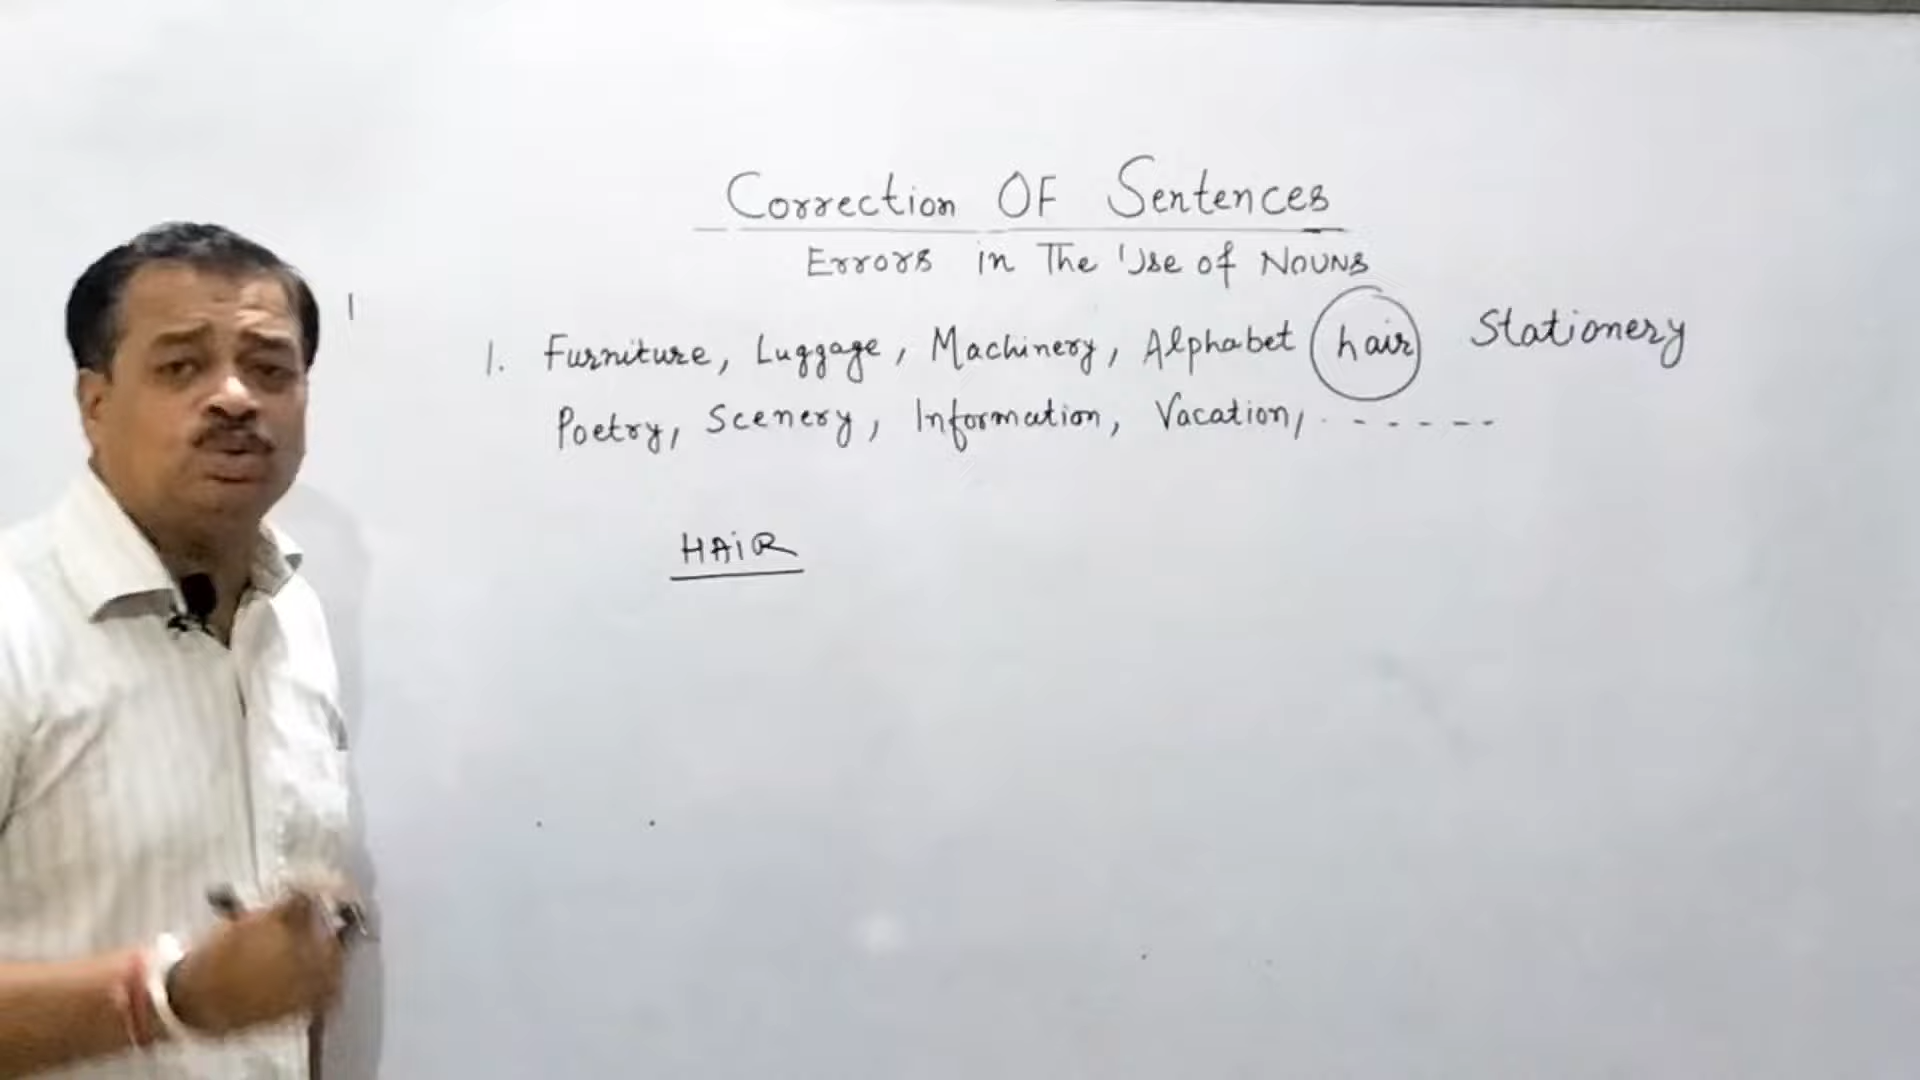 Correction OF Sentences
Errors in The Use of NOUNS
1. Furniture, Luggage, Machinery, Alphabet hair Stationery
Poetry, Scenery, Information, Vacation, ------
HAIR